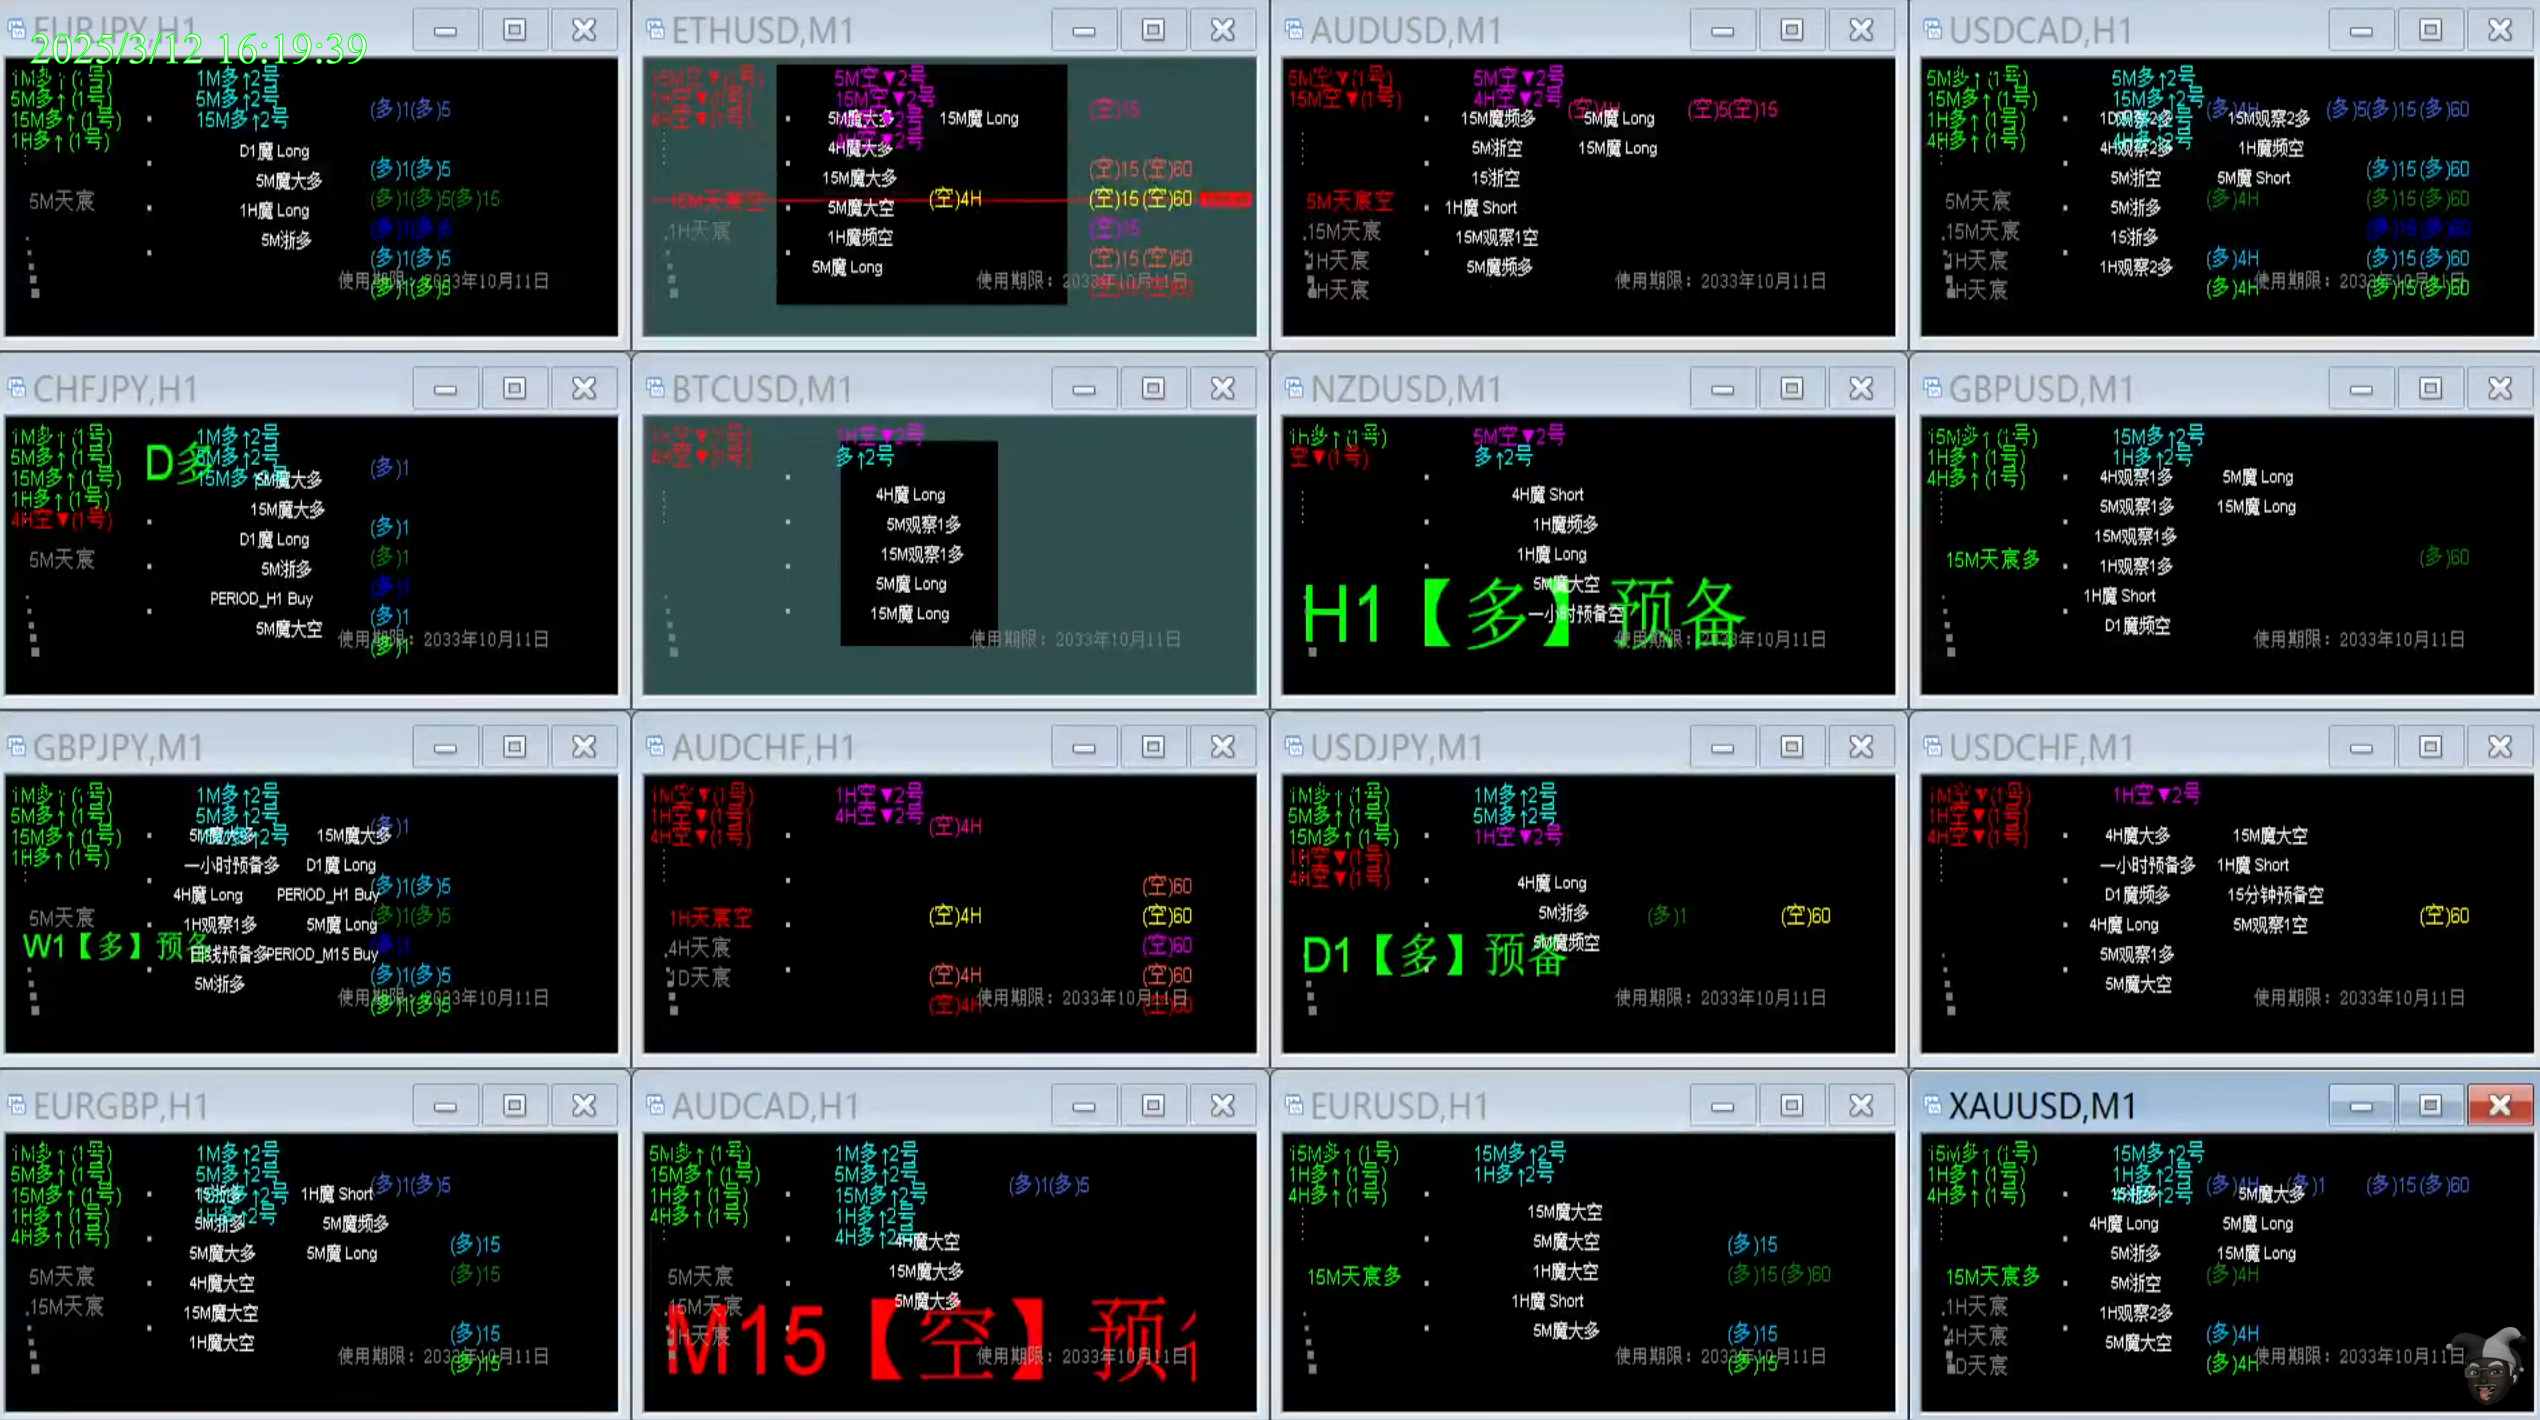 EURJPY,H1
2025/3/12 16:19:39
1M多↑(1号) 1M多↑2号
5M多↑(1号) 5M多↑2号 (多)1(多)5
15M多↑(1号) 15M多↑2号
1H多↑(1号)
D1魔 Long
5M魔大多 (多)1(多)5
5M天宸 (多)1(多)5(多)15
1H魔 Long
5M浙多 (多)1(多)5
(多)1(多)5
使用期限：2033年10月11日
(多)1(多)5
ETHUSD,M1
15M空▼(1号) 5M空▼2号
1H空▼(1号) 15M空▼2号 (空)15
4H空▼(1号) 5M魔大多 15M魔 Long
4H空▼2号
4H魔大多
15M魔大多 (空)15(空)60
15M天宸空 (空)4H (空)15(空)60
5M魔大空
.1H天宸 1H魔频空 (空)15
5M魔 Long (空)15(空)60
使用期限：2033年10月11日
AUDUSD,M1
5M空▼(1号) 5M空▼2号
15M空▼(1号) 4H空▼2号 (空)4H (空)5(空)15
15M魔频多 5M魔 Long
5M浙空 15M魔 Long
15浙空
5M天宸空 1H魔 Short
.15M天宸 15M观察1空
1H天宸 5M魔频多
4H天宸 使用期限：2033年10月11日
USDCAD,H1
5M多↑(1号) 5M多↑2号
15M多↑(1号) 15M多↑2号 (多)4H (多)5(多)15(多)60
1H多↑(1号) 1D观察2多 15M观察2多
4H多↑(1号) 4H观察2多 1H魔频空
5M浙空 5M魔 Short (多)15(多)60
5M天宸 5M浙多 (多)4H (多)15(多)60
.15M天宸 15浙多 (多)15(多)60
1H天宸 1H观察2多 (多)4H (多)15(多)60
4H天宸 (多)4H 使用期限：2033年10月11日 (多)15(多)60
CHFJPY,H1
1M多↑(1号) 1M多↑2号
5M多↑(1号) D多 5M多↑2号 (多)1
15M多↑(1号) 15M多↑2号 5M魔大多
1H多↑(1号) 15M魔大多
4H空▼(1号) (多)1
D1魔 Long
5M天宸 5M浙多 (多)1
PERIOD_H1 Buy (多)1
5M魔大空 (多)1
使用期限：2033年10月11日
(多)1
BTCUSD,M1
1H空▼(1号) 1H空▼2号
4H空▼(1号) 多↑2号
4H魔 Long
5M观察1多
15M观察1多
5M魔 Long
15M魔 Long
使用期限：2033年10月11日
NZDUSD,M1
1H多↑(1号) 5M空▼2号
空▼(1号) 多↑2号
4H魔 Short
1H魔频多
1H魔 Long
5M魔大空
H1【多】预备
一小时预备空
使用期限：2033年10月11日
GBPUSD,M1
15M多↑(1号) 15M多↑2号
1H多↑(1号) 1H多↑2号
4H多↑(1号) 4H观察1多 5M魔 Long
5M观察1多 15M魔 Long
15M观察1多
15M天宸多 1H观察1多 (多)60
1H魔 Short
D1魔频空
使用期限：2033年10月11日
GBPJPY,M1
1M多↑(1号) 1M多↑2号
5M多↑(1号) 5M多↑2号 (多)1
15M多↑(1号) 5M魔大多 15M魔大多
1H多↑(1号) 一小时预备多 D1魔 Long
4H魔 Long PERIOD_H1 Buy (多)1(多)5
5M天宸 1H观察1多 5M魔 Long (多)1(多)5
W1【多】预备 日线预备多 PERIOD_M15 Buy (多)1
5M浙多 (多)1(多)5
使用期限：2033年10月11日
(多)1(多)5
AUDCHF,H1
1M空▼(1号) 1H空▼2号
1H空▼(1号) 4H空▼2号 (空)4H
4H空▼(1号)
(空)60
1H天宸空 (空)4H (空)60
.4H天宸 (空)60
1D天宸 (空)4H (空)60
(空)4H 使用期限：2033年10月11日 (空)60
USDJPY,M1
1M多↑(1号) 1M多↑2号
5M多↑(1号) 5M多↑2号
15M多↑(1号) 1H空▼2号
1H空▼(1号)
4H空▼(1号) 4H魔 Long
5M浙多 (多)1 (空)60
5M魔频空
D1【多】预备
使用期限：2033年10月11日
USDCHF,M1
1M空▼(1号) 1H空▼2号
1H空▼(1号)
4H空▼(1号) 4H魔大多 15M魔大空
一小时预备多 1H魔 Short
D1魔频多 15分钟预备空
4H魔 Long 5M观察1空 (空)60
5M观察1多
5M魔大空
使用期限：2033年10月11日
EURGBP,H1
1M多↑(1号) 1M多↑2号
5M多↑(1号) 5M多↑2号 (多)1(多)5
15M多↑(1号) 15浙多 1H魔 Short
1H多↑(1号) 1H多↑2号
4H多↑(1号) 5M浙多 5M魔频多
5M魔大多 5M魔 Long (多)15
5M天宸 4H魔大空 (多)15
.15M天宸 15M魔大空
1H魔大空 (多)15
使用期限：2033年10月11日
(多)15
AUDCAD,H1
5M多↑(1号) 1M多↑2号
15M多↑(1号) 5M多↑2号 (多)1(多)5
1H多↑(1号) 15M多↑2号
4H多↑(1号) 1H多↑2号
4H多↑2号 4H魔大空
5M天宸 15M魔大多
.15M天宸 5M魔大多
1H天宸 M15【空】预
使用期限：2033年10月11日
EURUSD,H1
15M多↑(1号) 15M多↑2号
1H多↑(1号) 1H多↑2号
4H多↑(1号) 15M魔大空
5M魔大空 (多)15
15M天宸多 1H魔大空 (多)15(多)60
1H魔 Short
5M魔大多 (多)15
使用期限：2033年10月11日
(多)15
XAUUSD,M1
15M多↑(1号) 15M多↑2号
1H多↑(1号) 1H多↑2号 (多)4H (多)1 (多)15(多)60
4H多↑(1号) 15浙多 5M魔大多
4H魔 Long 5M魔 Long
5M浙多 15M魔 Long
15M天宸多 5M浙空 (多)4H
.1H天宸 1H观察2多
4H天宸 5M魔大空 (多)4H
D天宸 (多)4H 使用期限：2033年10月11日